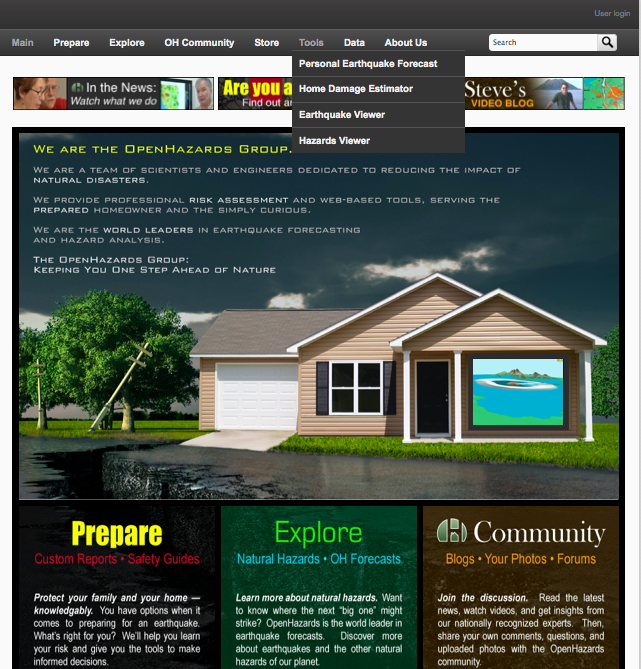 User login
Main Prepare Explore OH Community Store Tools Data About Us Search
Personal Earthquake Forecast
Home Damage Estimator
Earthquake Viewer
Hazards Viewer
In the News:
Watch what we do
Are you a
Find out
Steve's
VIDEO BLOG
We are the OpenHazards Group.
We are a team of scientists and engineers dedicated to reducing the impact of
natural disasters.
We provide professional risk assessment and web-based tools, serving the
prepared homeowner and the simply curious.
We are the world leaders in earthquake forecasting
and hazard analysis.
The OpenHazards Group:
Keeping You One Step Ahead of Nature
Prepare
Custom Reports • Safety Guides
Protect your family and your home —
knowledgably. You have options when it
comes to preparing for an earthquake.
What's right for you? We'll help you learn
your risk and give you the tools to make
informed decisions.
Explore
Natural Hazards • OH Forecasts
Learn more about natural hazards. Want
to know where the next "big one" might
strike? OpenHazards is the world leader in
earthquake forecasts. Discover more
about earthquakes and the other natural
hazards of our planet.
Community
Blogs • Your Photos • Forums
Join the discussion. Read the latest
news, watch videos, and get insights from
our nationally recognized experts. Then,
share your own comments, questions, and
uploaded photos with the OpenHazards
community.